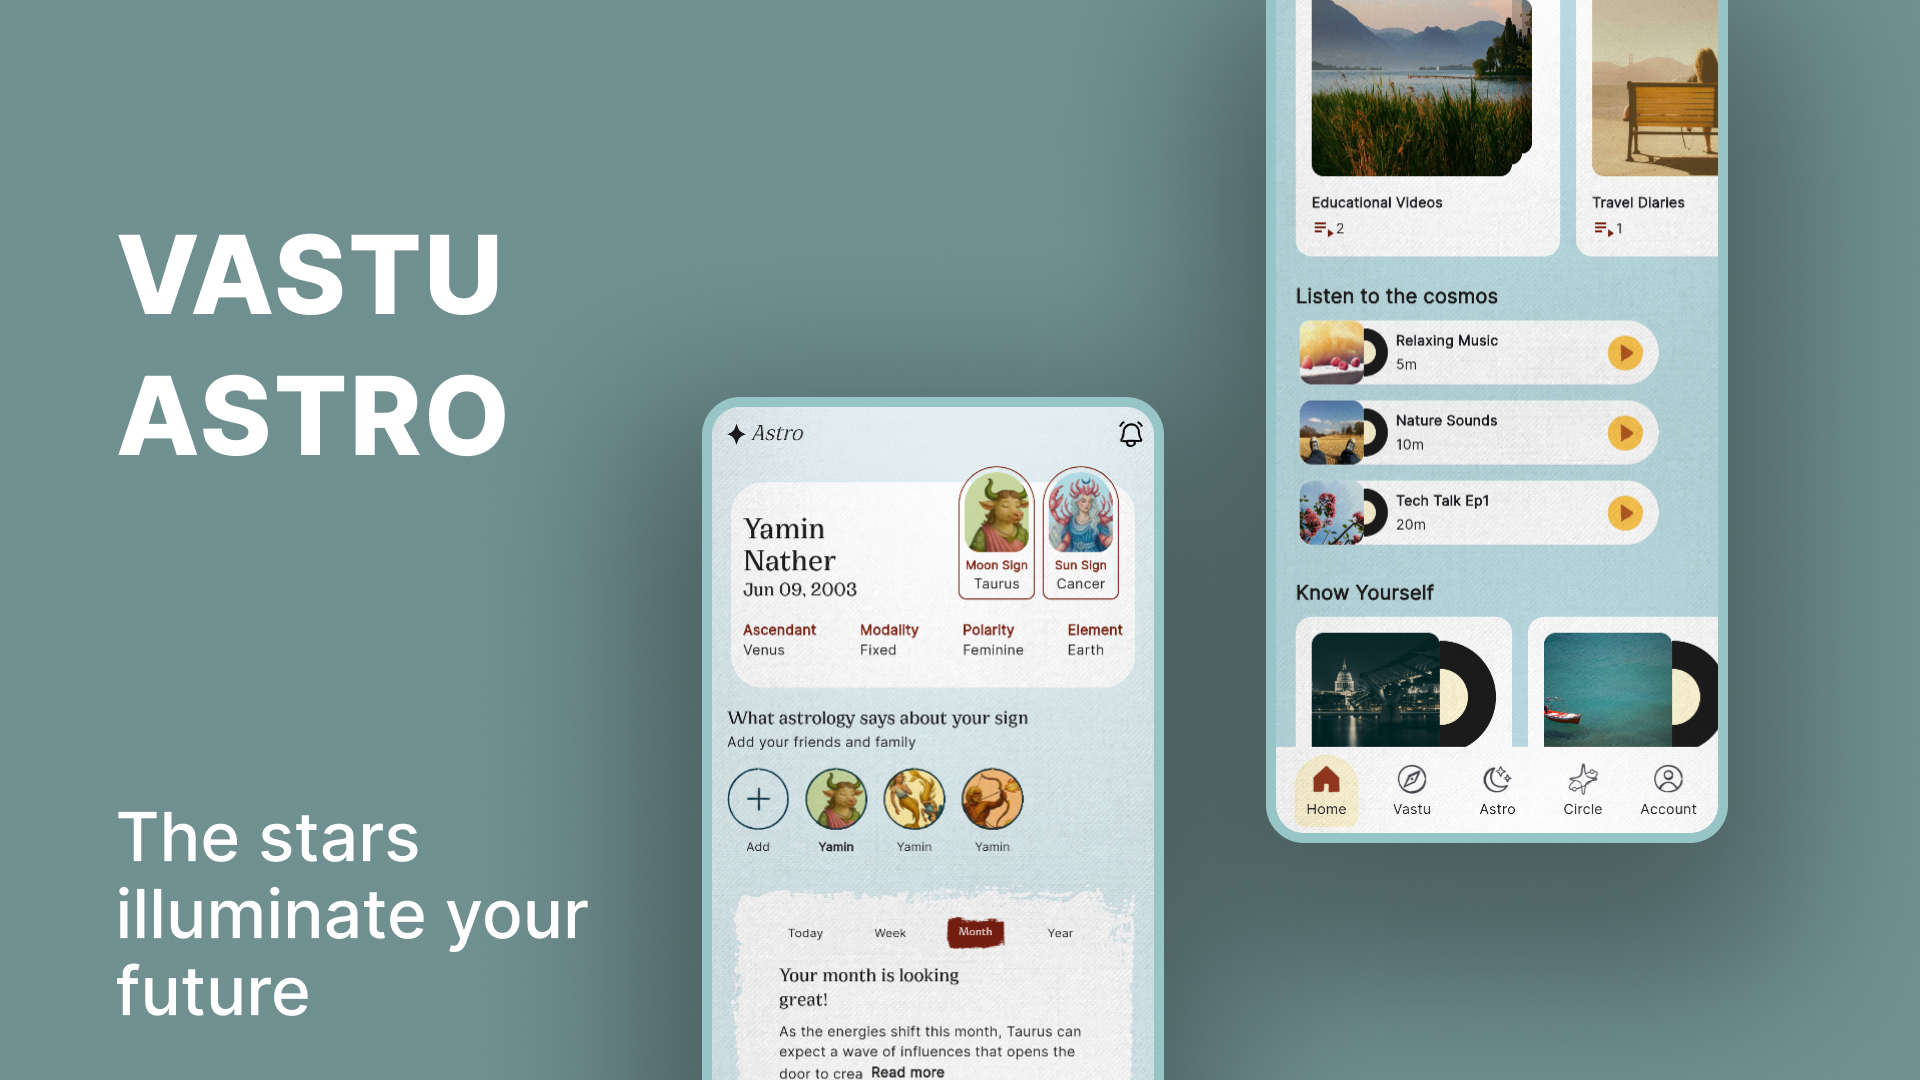 VASTU
ASTRO
The stars
illuminate your
future
Astro
Yamin
Nather
Jun 09, 2003
Moon Sign
Taurus
Sun Sign
Cancer
Ascendant
Venus
Modality
Fixed
Polarity
Feminine
Element
Earth
What astrology says about your sign
Add your friends and family
Add
Yamin
Yamin
Yamin
Today
Week
Month
Year
Your month is looking
great!
As the energies shift this month, Taurus can
expect a wave of influences that opens the
door to crea Read more
Educational Videos
2
Travel Diaries
1
Listen to the cosmos
Relaxing Music
5m
Nature Sounds
10m
Tech Talk Ep1
20m
Know Yourself
Home
Vastu
Astro
Circle
Account